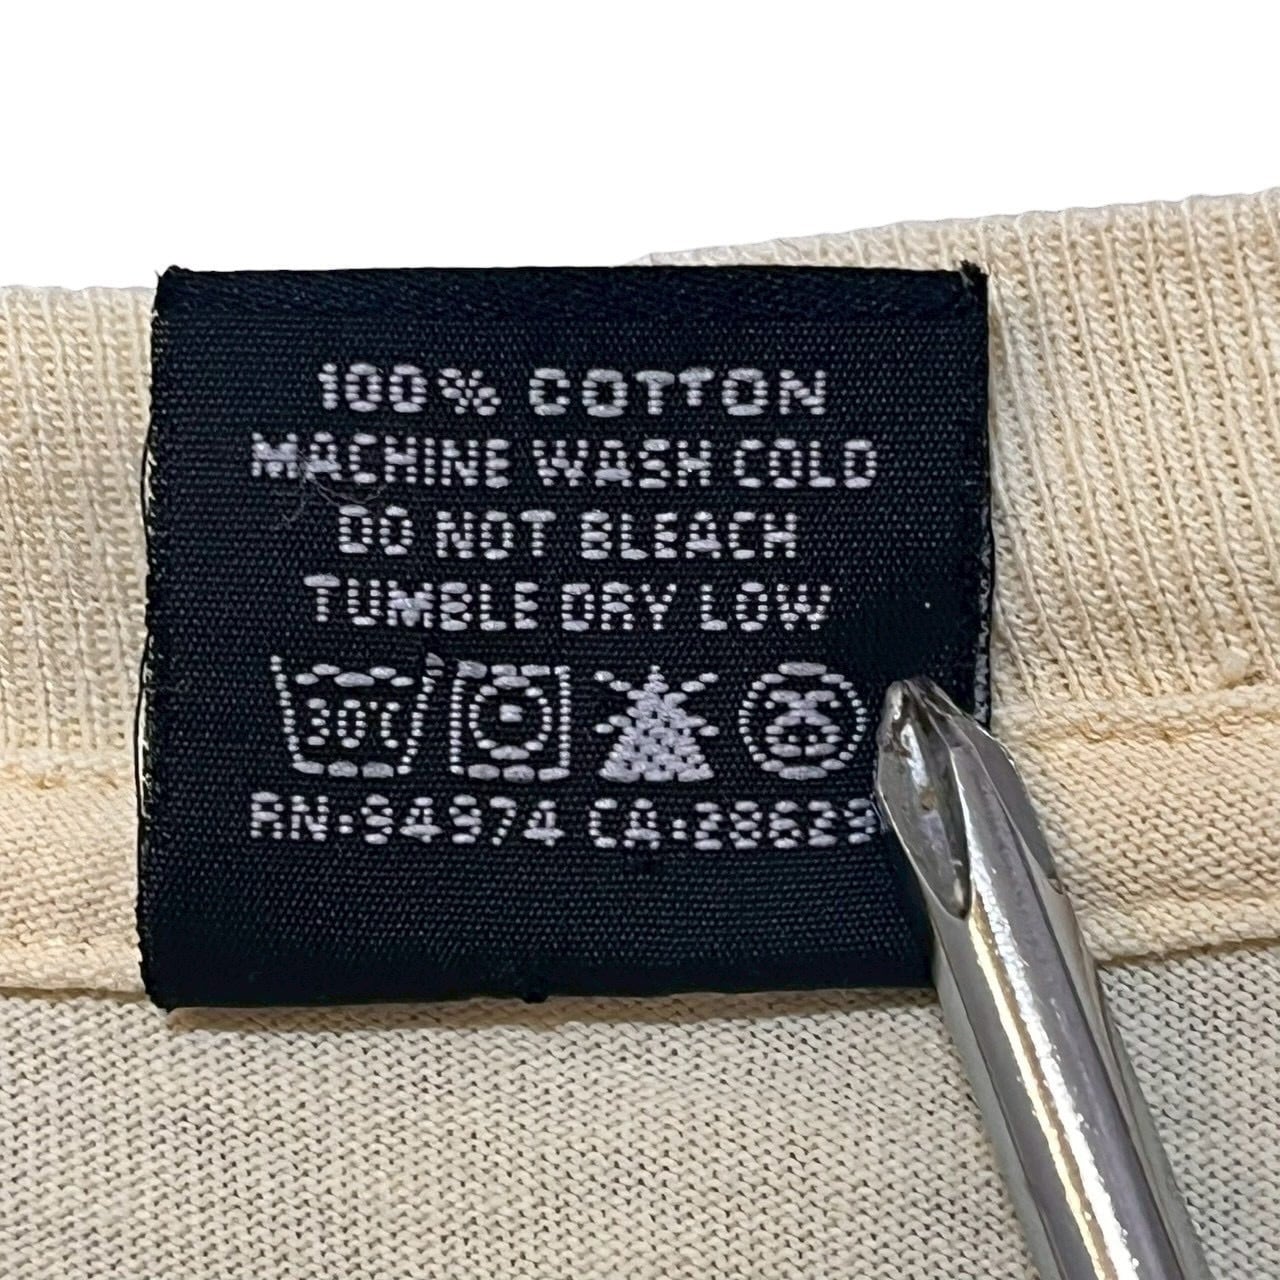 100% COTTON
MACHINE WASH COLD
DO NOT BLEACH
TUMBLE DRY LOW
30°C
RN:94974 CA:28629